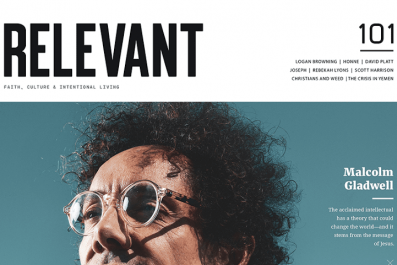 RELEVANT
101
FAITH, CULTURE & INTENTIONAL LIVING
LOGAN BROWNING | HONNE | DAVID PLATT
JOSEPH | REBEKAH LYONS | SCOTT HARRISON
CHRISTIANS AND WEED | THE CRISIS IN YEMEN
Malcolm
Gladwell
The acclaimed intellectual
has a theory that could
change the world—and it
stems from the message
of Jesus.